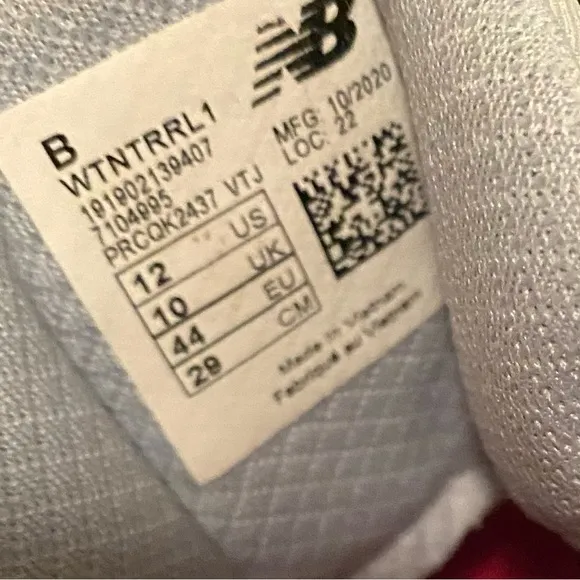 NB
B
WTNTRRL1
191902139407
7104995
PRCQK2437 VTJ
MFG: 10/2020
LOC: 22
12 US
10 UK
44 EU
29 CM
Made in Vietnam
Fabriqué au Vietnam